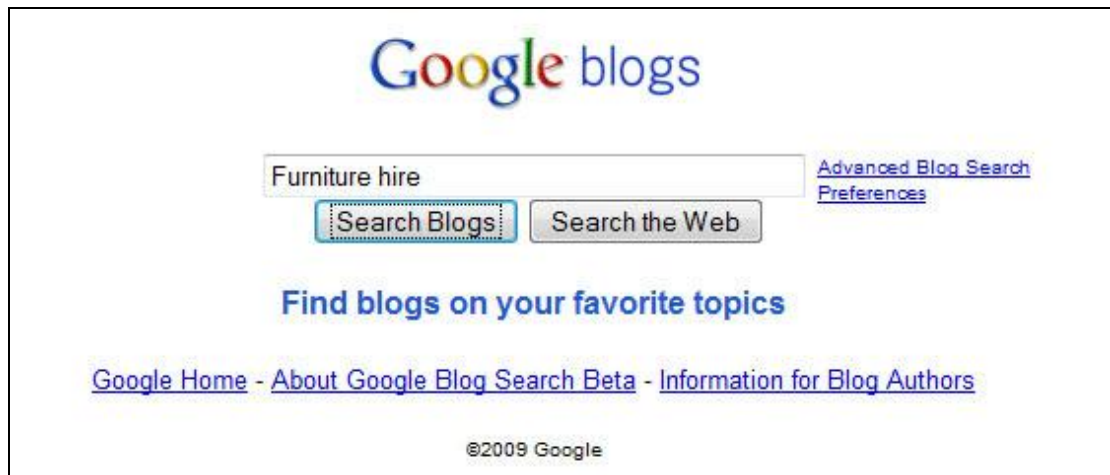 Google blogs
Furniture hire
Advanced Blog Search
Preferences
Search Blogs
Search the Web
Find blogs on your favorite topics
Google Home - About Google Blog Search Beta - Information for Blog Authors
©2009 Google